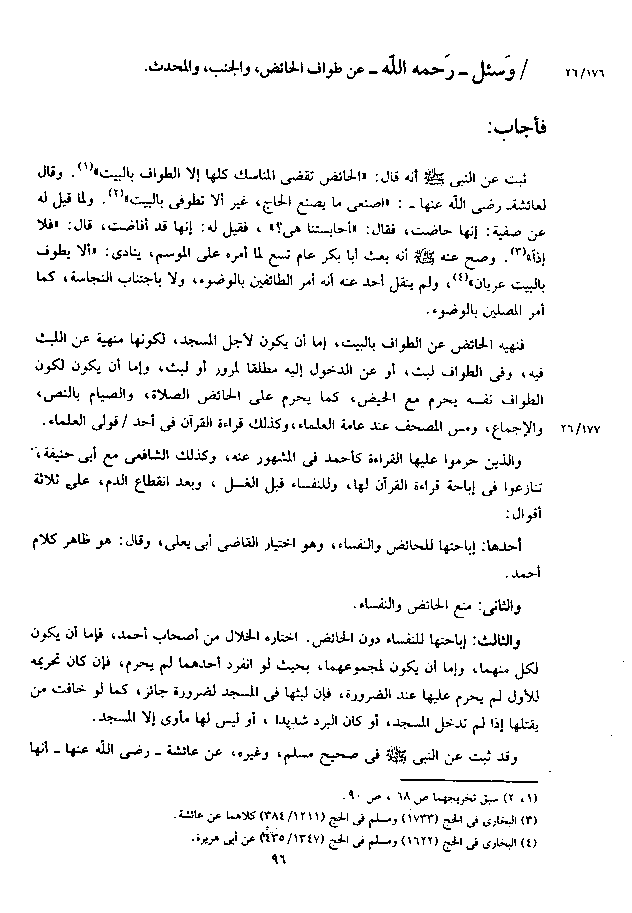 ٢٦/١٧٦ / وَسئل ـ رَحمه اللّه ـ عن طواف الحائض، والجنب، والمحدث.
فأجاب:
ثبت عن النبى ﷺ أنه قال: «الحائض تقضى المناسك كلها إلا الطواف بالبيت»(١). وقال
لعائشة ـ رضى اللّه عنها ـ : «اصنعى ما يصنع الحاج، غير ألا تطوفى بالبيت»(٢). ولما قيل له
عن صفية: إنها حاضت، فقال: «أحابستنا هى؟» ، فقيل له: إنها قد أفاضت، قال: «فلا
إذاً»(٣). وصح عنه ﷺ أنه بعث أبا بكر عام تسع لما أمره على الموسم، ينادى: «ألا يطوف
بالبيت عريان»(٤)، ولم ينقل أحد عنه أنه أمر الطائفين بالوضوء، ولا باجتناب النجاسة، كما
أمر المصلين بالوضوء.
فنهيه الحائض عن الطواف بالبيت، إما أن يكون لأجل المسجد، لكونها منهية عن اللبث
فيه، وفى الطواف لبث، أو عن الدخول إليه مطلقا لمرور أو لبث، وإما أن يكون لكون
الطواف نفسه يحرم مع الحيض، كما يحرم على الحائض الصلاة، والصيام بالنص،
٢٦/١٧٧ والإجماع، ومس المصحف عند عامة العلماء، وكذلك قراءة القرآن فى أحد / قولى العلماء.
والذين حرموا عليها القراءة كأحمد فى المشهور عنه، وكذلك الشافعى مع أبى حنيفة،
تنازعوا فى إباحة قراءة القرآن لها، وللنفساء قبل الغسل ، وبعد انقطاع الدم، على ثلاثة
أقوال:
أحدها: إباحتها للحائض والنفساء، وهو اختيار القاضى أبى يعلى، وقال: هو ظاهر كلام
أحمد.
والثانى: منع الحائض والنفساء.
والثالث: إباحتها للنفساء دون الحائض. اختاره الخلال من أصحاب أحمد، فإما أن يكون
لكل منهما، وإما أن يكون لمجموعهما، بحيث لو انفرد أحدهما لم يحرم، فإن كان تحريمه
للأول لم يحرم عليها عند الضرورة، فإن لبثها فى المسجد لضرورة جائز، كما لو خافت من
يقتلها إذا لم تدخل المسجد، أو كان البرد شديدا ، أو ليس لها مأوى إلا المسجد.
وقد ثبت عن النبى ﷺ فى صحيح مسلم، وغيره، عن عائشة ـ رضى اللّه عنها ـ أنها
(١، ٢) سبق تخريجهما ص ٦٨ ، ص ٩٠.
(٣) البخارى فى الحج (١٧٣٣) ومسلم فى الحج (١٢١١/ ٣٨٤) كلاهما عن عائشة.
(٤) البخارى فى الحج (١٦٢٢) ومسلم فى الحج (١٣٤٧/ ٤٣٥) عن أبى هريرة.
٩٦